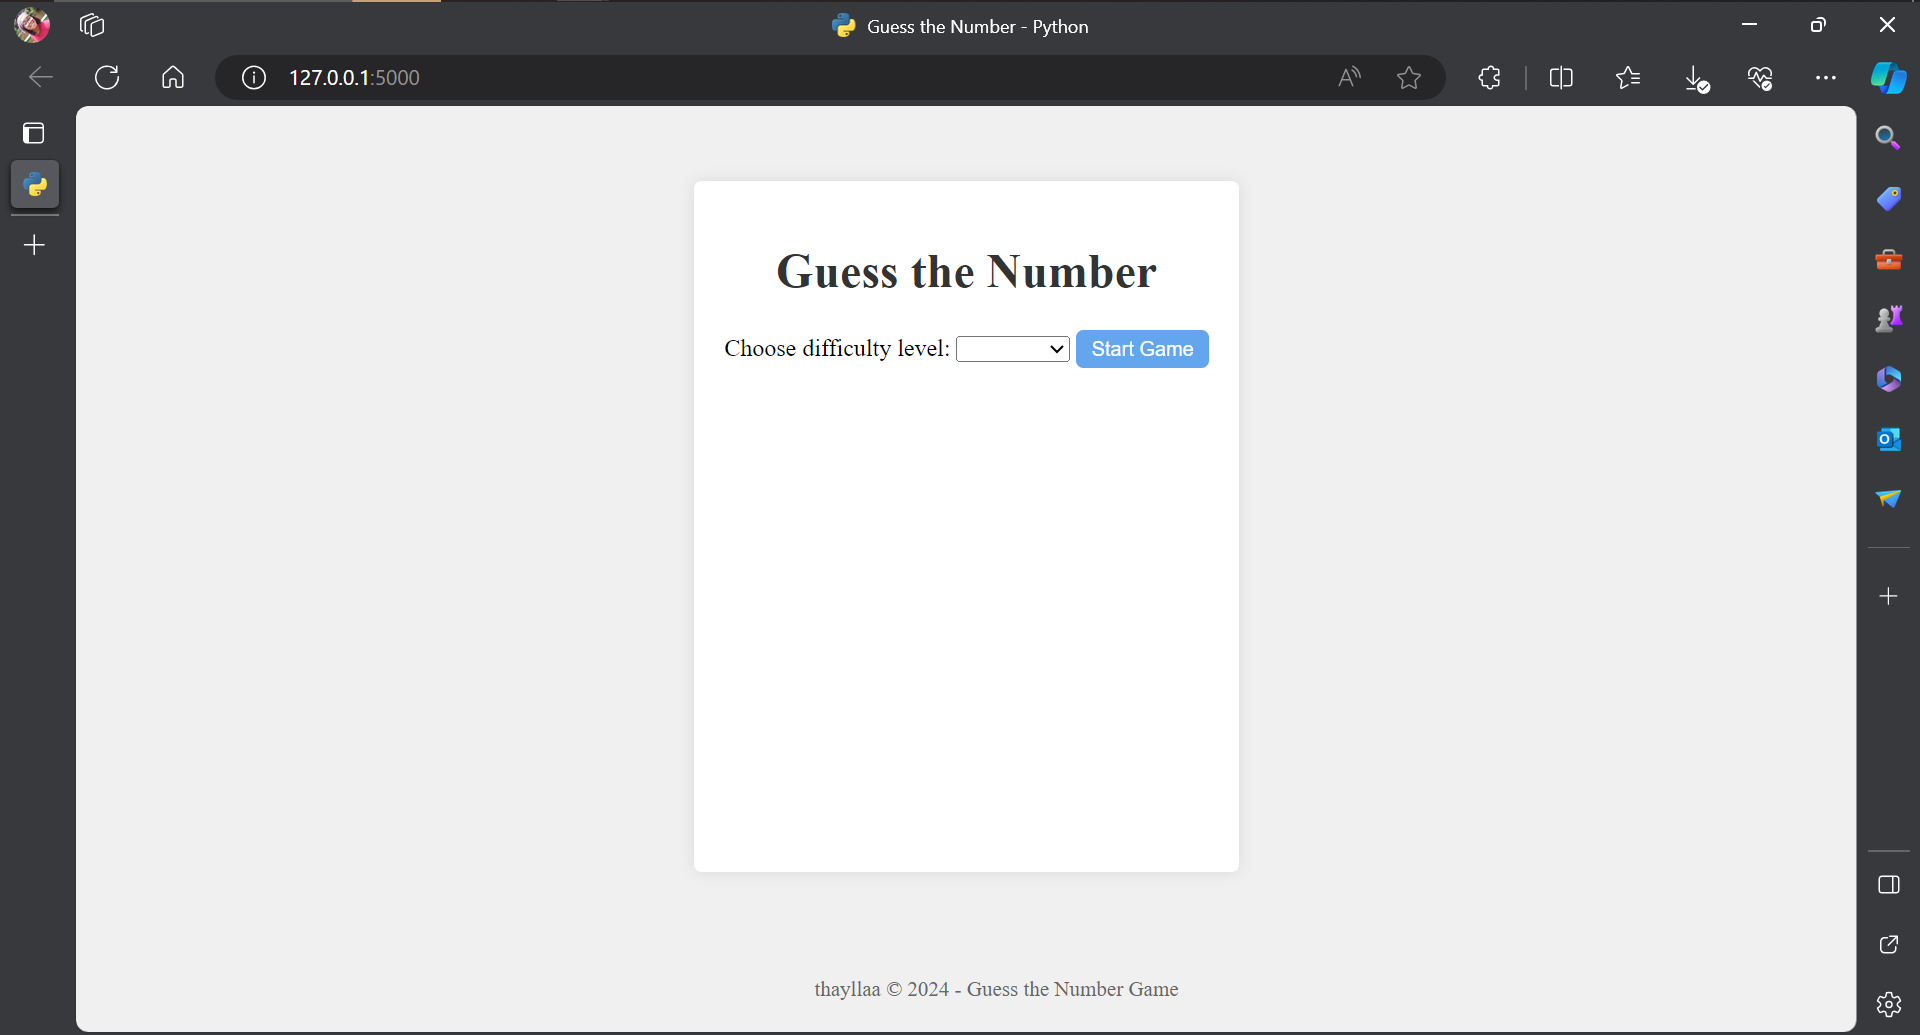 Guess the Number - Python
127.0.0.1:5000
Guess the Number
Choose difficulty level: Start Game
thayllaa © 2024 - Guess the Number Game